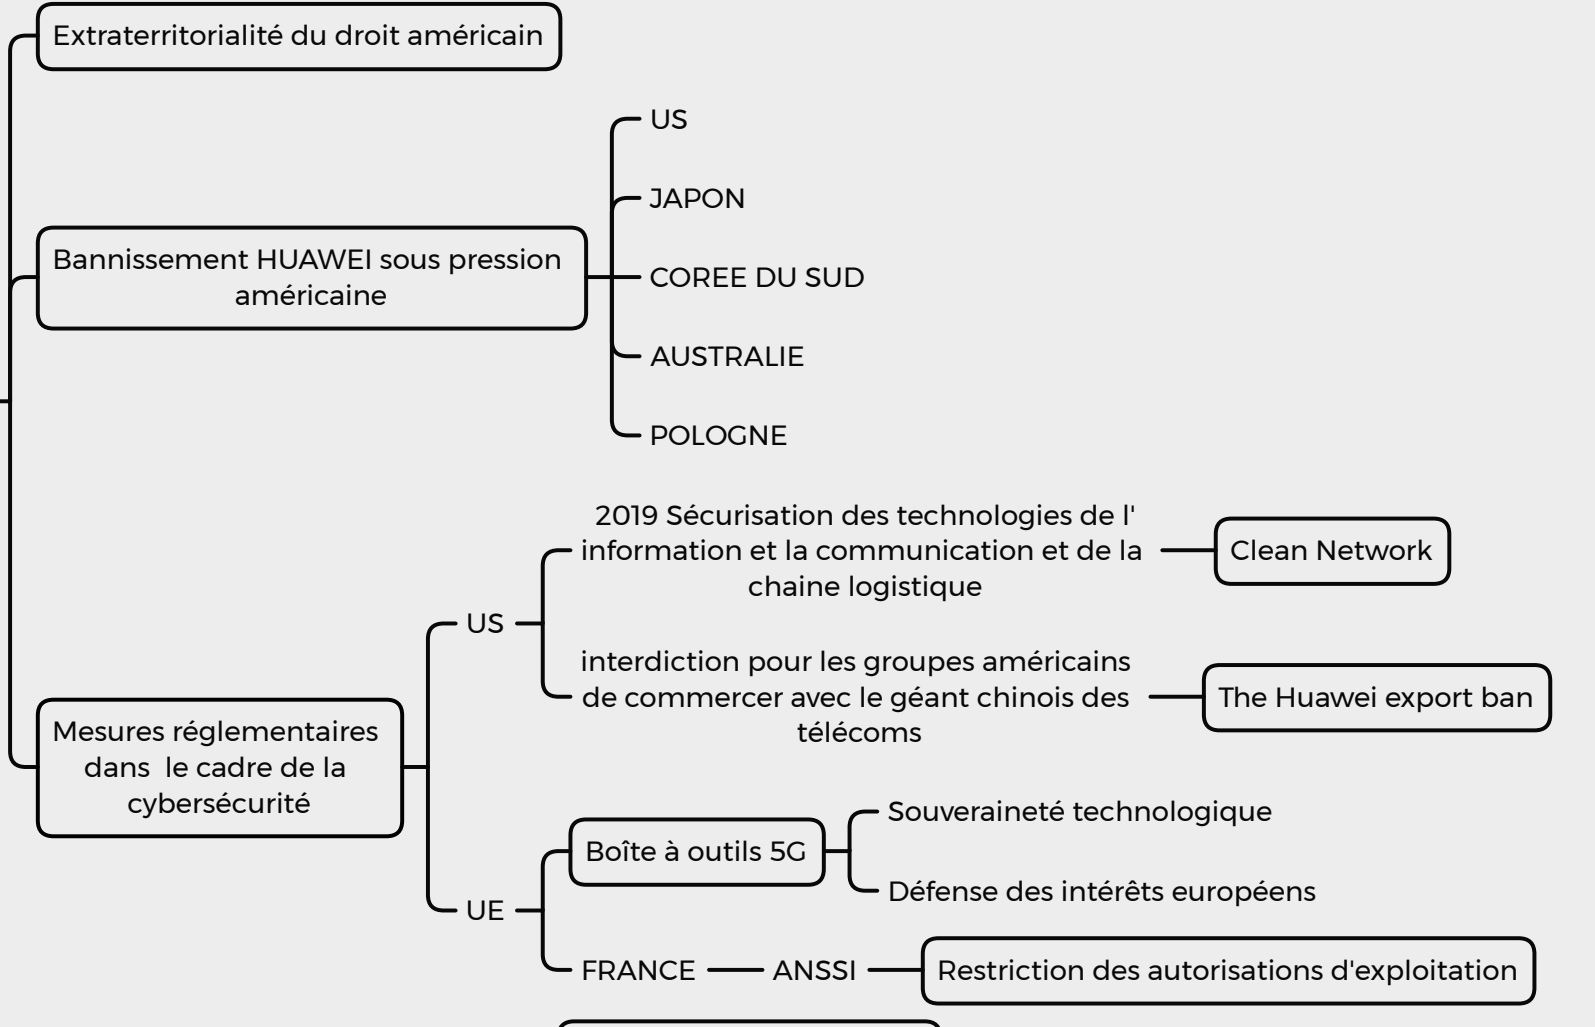 Extraterritorialité du droit américain
US
JAPON
Bannissement HUAWEI sous pression
américaine
COREE DU SUD
AUSTRALIE
POLOGNE
2019 Sécurisation des technologies de l'
information et la communication et de la
chaine logistique
Clean Network
US
interdiction pour les groupes américains
de commercer avec le géant chinois des
télécoms
The Huawei export ban
Mesures réglementaires
dans  le cadre de la
cybersécurité
Souveraineté technologique
Boîte à outils 5G
Défense des intérêts européens
UE
FRANCE
ANSSI
Restriction des autorisations d'exploitation